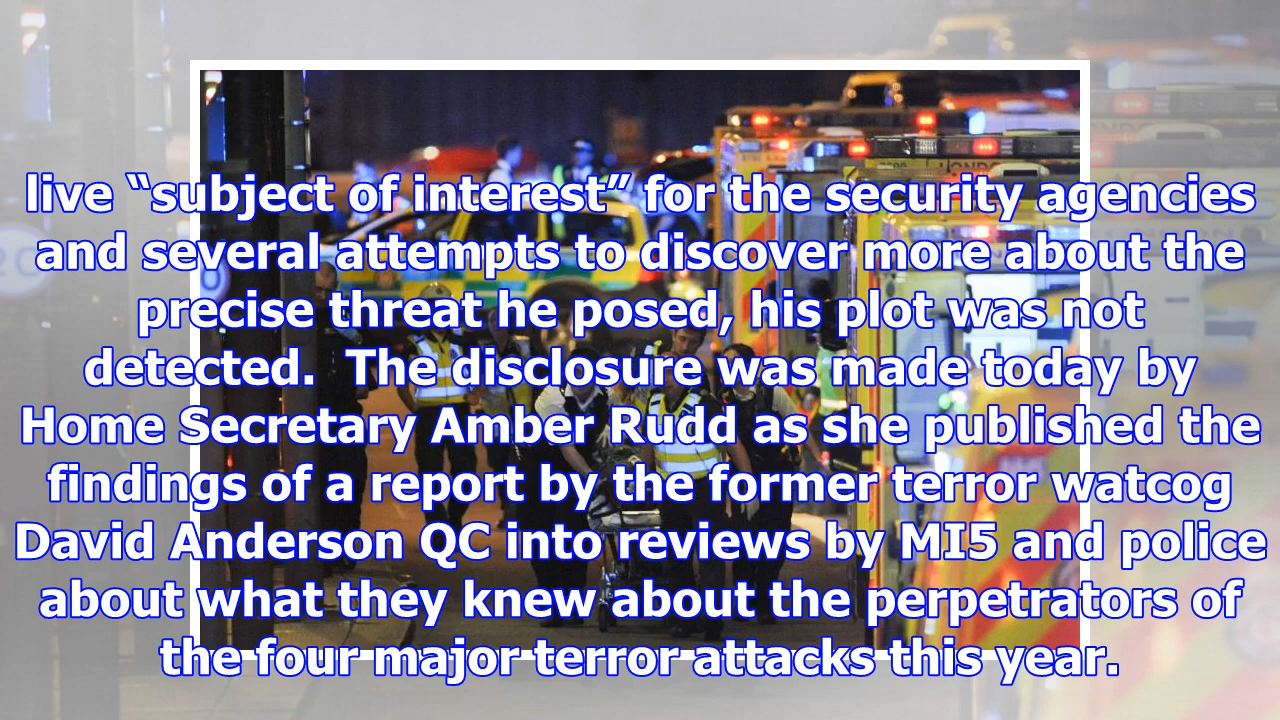 live “subject of interest” for the security agencies
and several attempts to discover more about the
precise threat he posed, his plot was not
detected.  The disclosure was made today by
Home Secretary Amber Rudd as she published the
findings of a report by the former terror watcog
David Anderson QC into reviews by MI5 and police
about what they knew about the perpetrators of
the four major terror attacks this year.